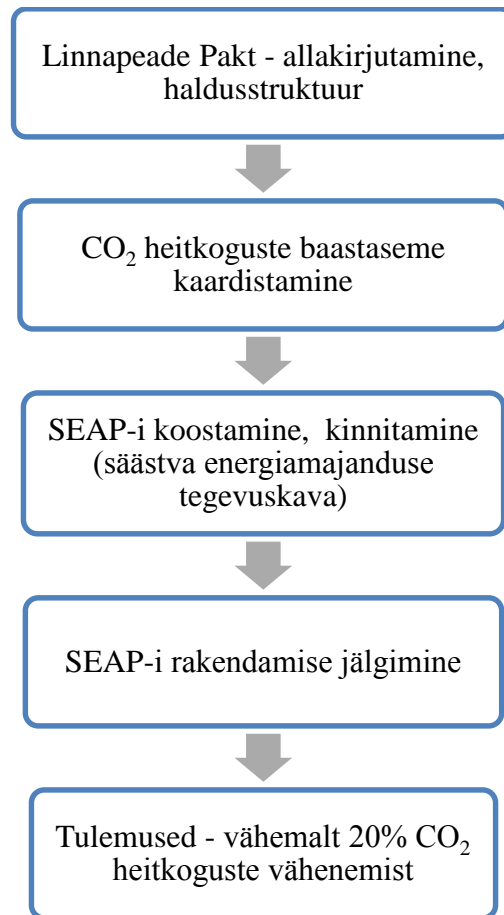 Linnapeade Pakt - allakirjutamine,
haldusstruktuur
CO₂ heitkoguste baastaseme
kaardistamine
SEAP-i koostamine, kinnitamine
(säästva energiamajanduse
tegevuskava)
SEAP-i rakendamise jälgimine
Tulemused - vähemalt 20% CO₂
heitkoguste vähenemist